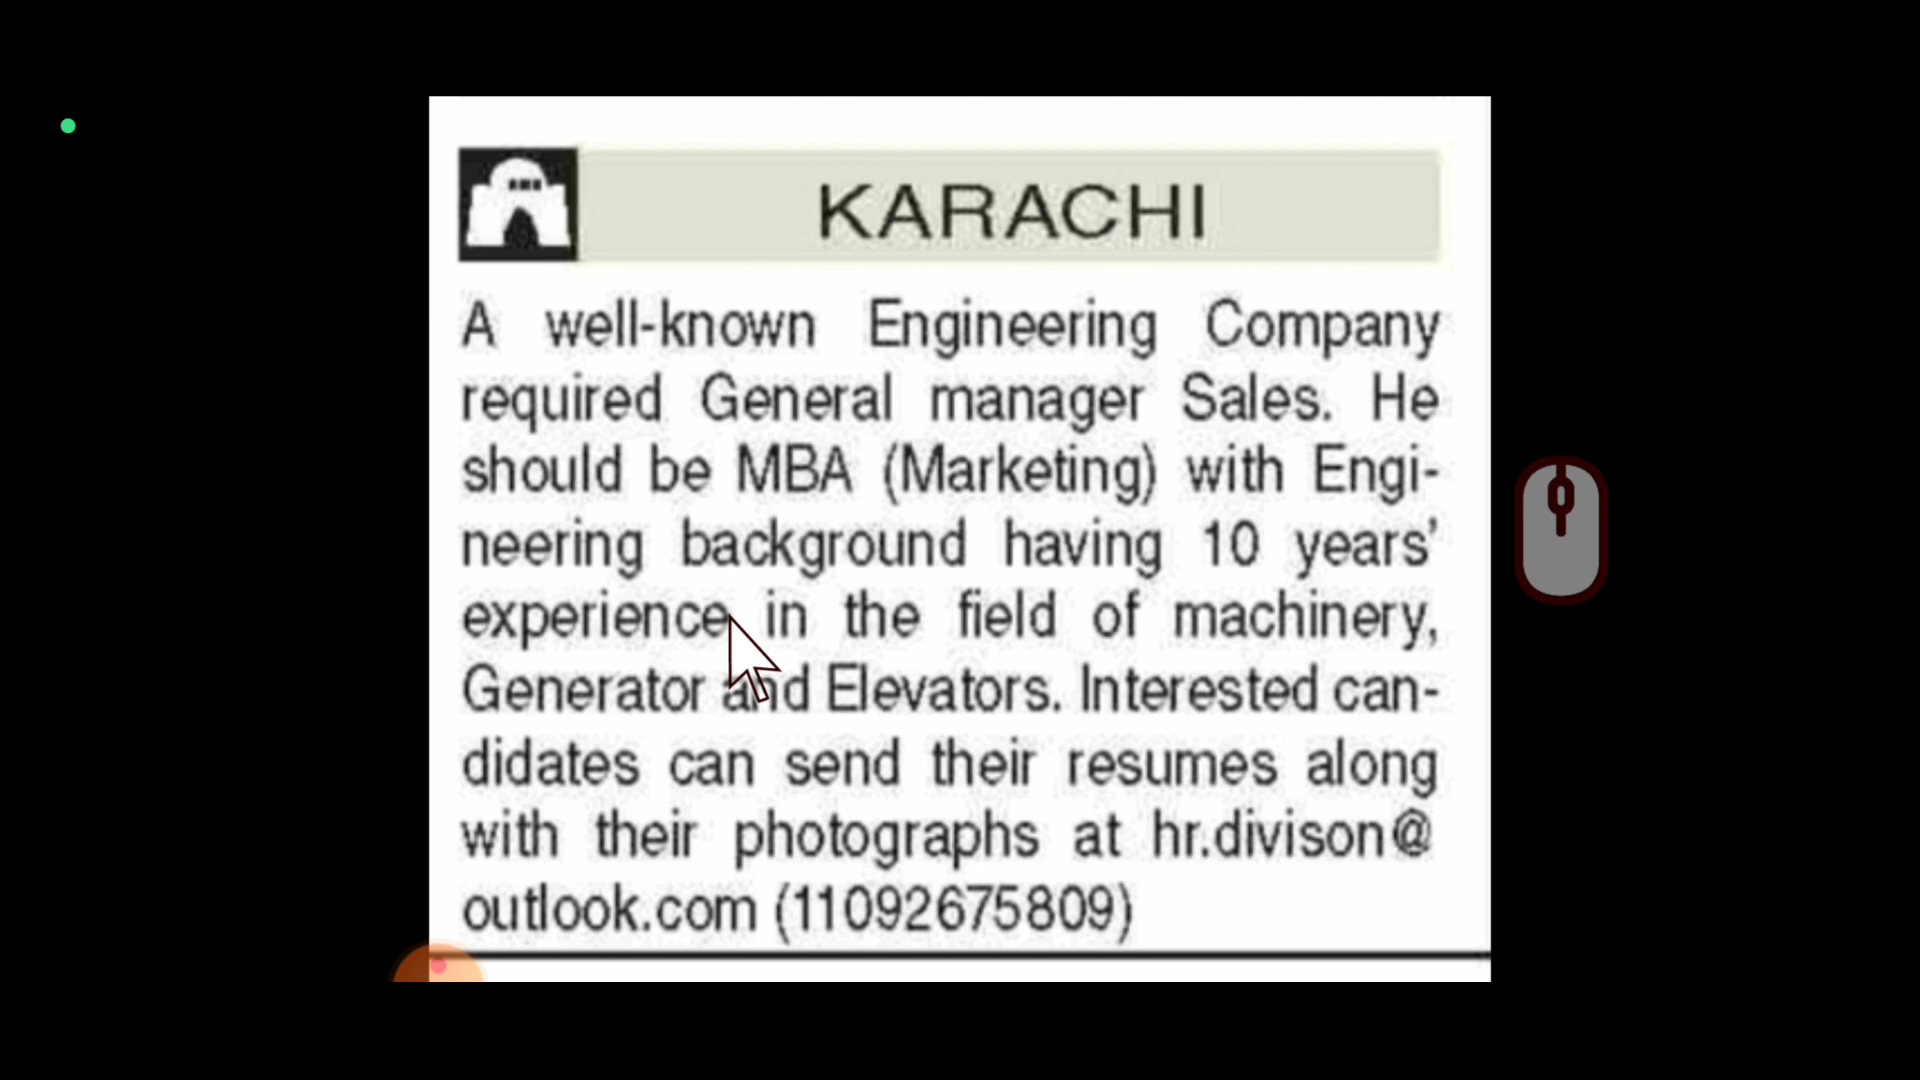 KARACHI
A well-known Engineering Company
required General manager Sales. He
should be MBA (Marketing) with Engi-
neering background having 10 years'
experience in the field of machinery,
Generator and Elevators. Interested can-
didates can send their resumes along
with their photographs at hr.divison@
outlook.com (11092675809)